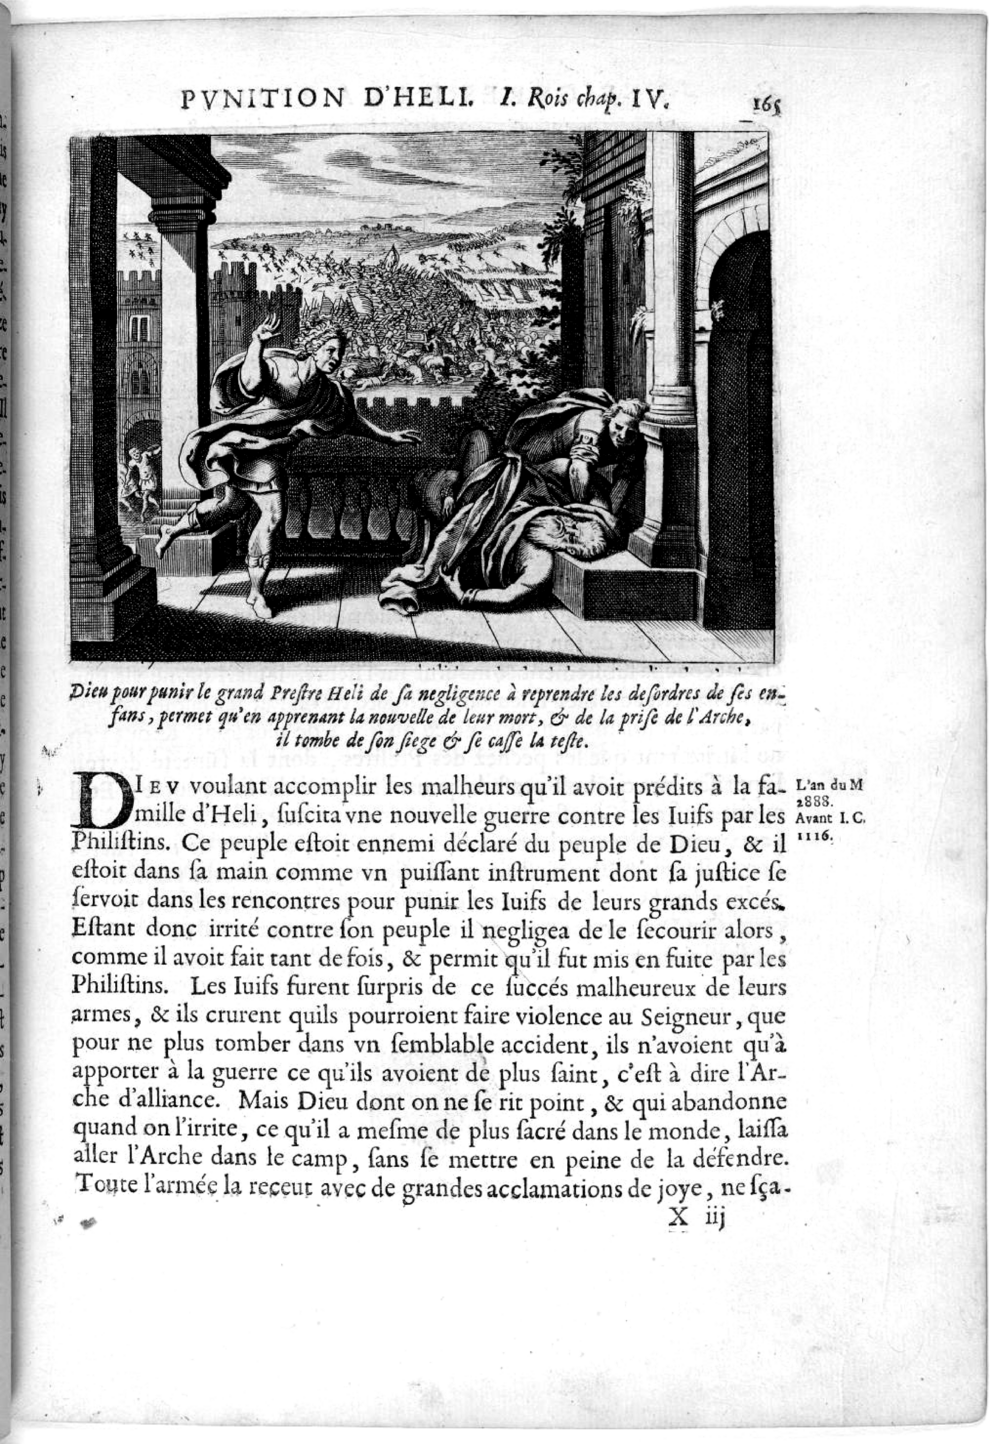 PVNITION D'HELI. I. Rois chap. IV. 165
Dieu pour punir le grand Prestre Heli de sa negligence à reprendre les desordres de ses en-
fans, permet qu'en apprenant la nouvelle de leur mort, & de la prise de l'Arche,
il tombe de son siege & se casse la teste.
DIEV voulant accomplir les malheurs qu'il avoit prédits à la fa-
mille d'Heli, ſuſcita vne nouvelle guerre contre les Iuifs par les
Philiſtins. Ce peuple eſtoit ennemi déclaré du peuple de Dieu, & il
eſtoit dans ſa main comme vn puiſſant inſtrument dont ſa juſtice ſe
ſervoit dans les rencontres pour punir les Iuifs de leurs grands excés.
Eſtant donc irrité contre ſon peuple il negligea de le ſecourir alors,
comme il avoit fait tant de fois, & permit qu'il fut mis en fuite par les
Philiſtins. Les Iuifs furent ſurpris de ce ſuccés malheureux de leurs
armes, & ils crurent quils pourroient faire violence au Seigneur, que
pour ne plus tomber dans vn ſemblable accident, ils n'avoient qu'à
apporter à la guerre ce qu'ils avoient de plus ſaint, c'eſt à dire l'Ar-
che d'alliance. Mais Dieu dont on ne ſe rit point, & qui abandonne
quand on l'irrite, ce qu'il a meſme de plus ſacré dans le monde, laiſſa
aller l'Arche dans le camp, ſans ſe mettre en peine de la défendre.
Toute l'armée la receut avec de grandes acclamations de joye, ne ſça-
X iij
L'an du M
2888.
Avant I. C.
1116.